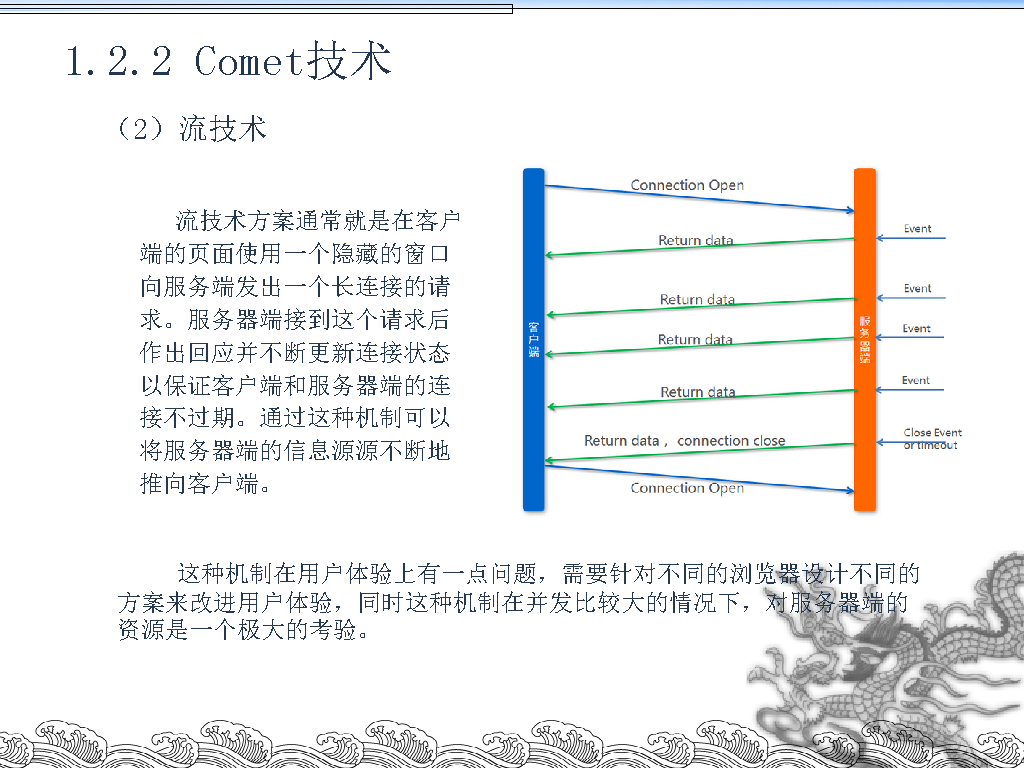 1.2.2 Comet技术
（2）流技术
流技术方案通常就是在客户
端的页面使用一个隐藏的窗口
向服务端发出一个长连接的请
求。服务器端接到这个请求后
作出回应并不断更新连接状态
以保证客户端和服务器端的连
接不过期。通过这种机制可以
将服务器端的信息源源不断地
推向客户端。
Connection Open
Event
Return data
Event
Return data
Event
Return data
客户端
服务器端
Event
Return data
Close Event
or timeout
Return data ，connection close
Connection Open
这种机制在用户体验上有一点问题，需要针对不同的浏览器设计不同的
方案来改进用户体验，同时这种机制在并发比较大的情况下，对服务器端的
资源是一个极大的考验。